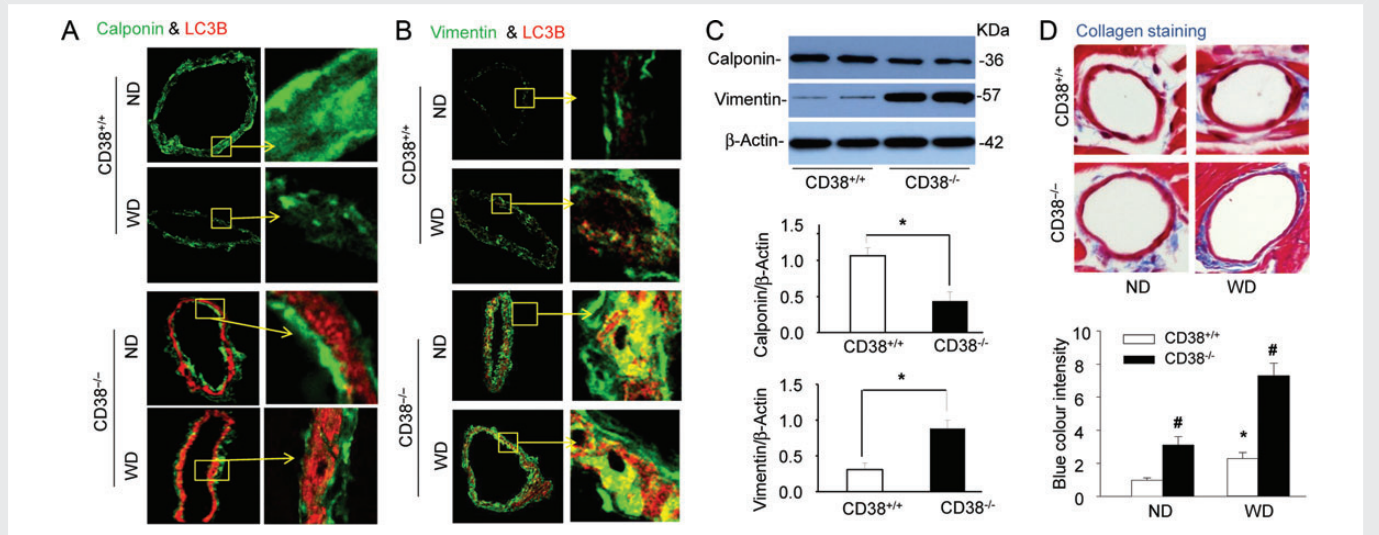 A
Calponin & LC3B
CD38+/+
ND
WD
CD38−/−
ND
WD
B
Vimentin & LC3B
CD38+/+
ND
WD
CD38−/−
ND
WD
C
KDa
Calponin-
-36
Vimentin-
-57
β-Actin-
-42
CD38+/+ CD38-/-
Calponin/β-Actin
1.5
1.0
0.5
0.0
*
CD38+/+ CD38-/-
Vimentin/β-Actin
1.5
1.0
0.5
0.0
*
CD38+/+ CD38-/-
D
Collagen staining
CD38+/+
CD38−/−
ND WD
Blue colour intensity
10
8
6
4
2
0
CD38+/+
CD38-/-
#
*
#
ND WD